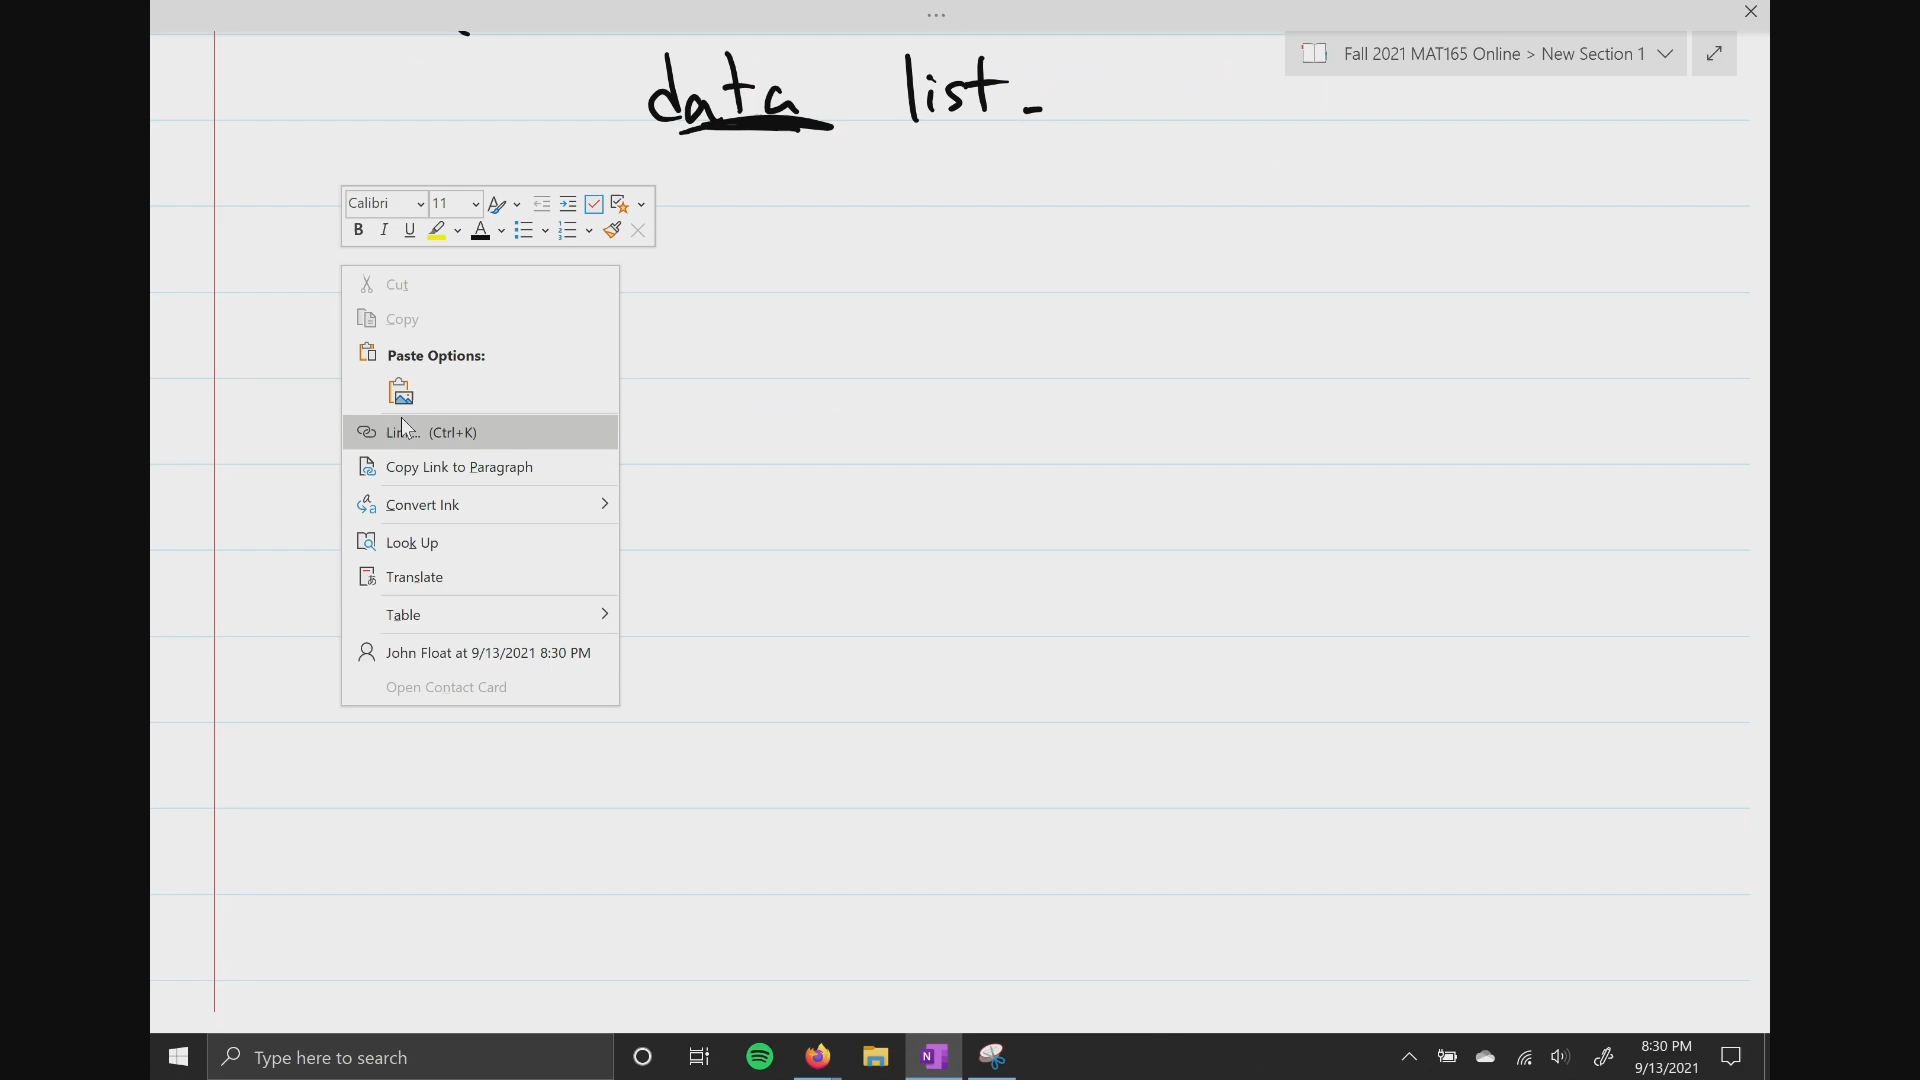 Fall 2021 MAT165 Online > New Section 1
data list.
Calibri 11
B I U A
Cut
Copy
Paste Options:
Link... (Ctrl+K)
Copy Link to Paragraph
Convert Ink
Look Up
Translate
Table
John Float at 9/13/2021 8:30 PM
Open Contact Card
Type here to search
8:30 PM
9/13/2021